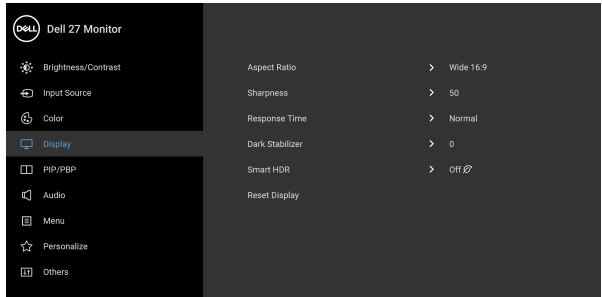 DELL Dell 27 Monitor
Brightness/Contrast
Input Source
Color
Display
PIP/PBP
Audio
Menu
Personalize
Others
Aspect Ratio > Wide 16:9
Sharpness > 50
Response Time > Normal
Dark Stabilizer > 0
Smart HDR > Off
Reset Display